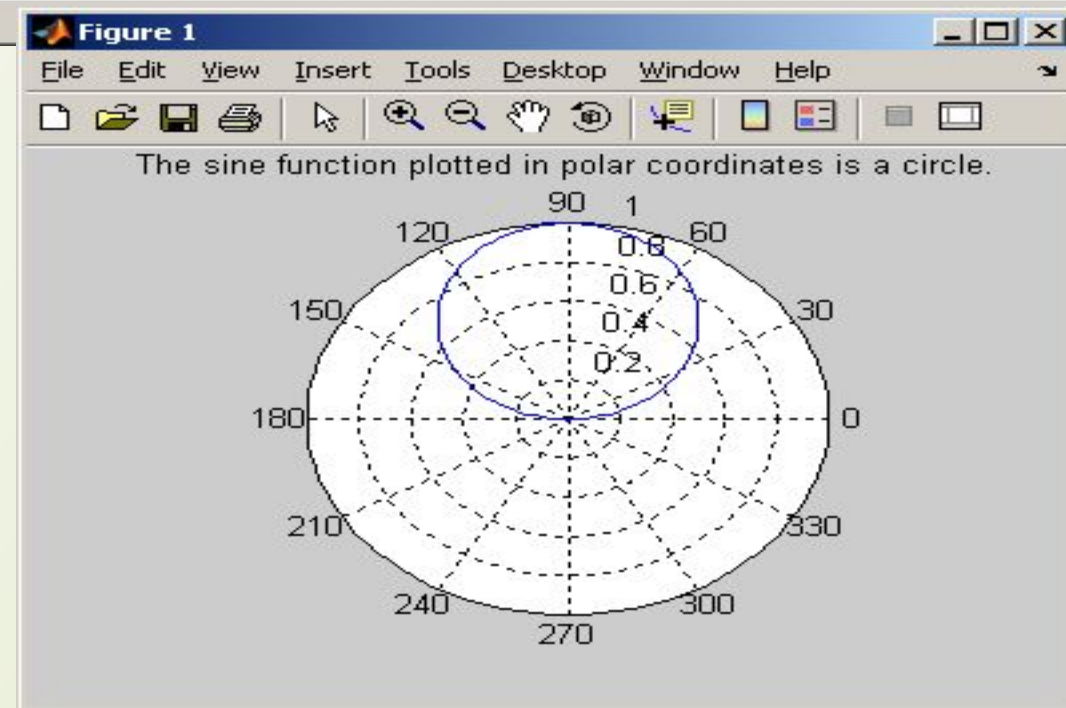 Figure 1
File Edit View Insert Tools Desktop Window Help
The sine function plotted in polar coordinates is a circle.
90 1
120 0.8 60
0.6
150 0.4 30
0.2
180 0
210 330
240 300
270